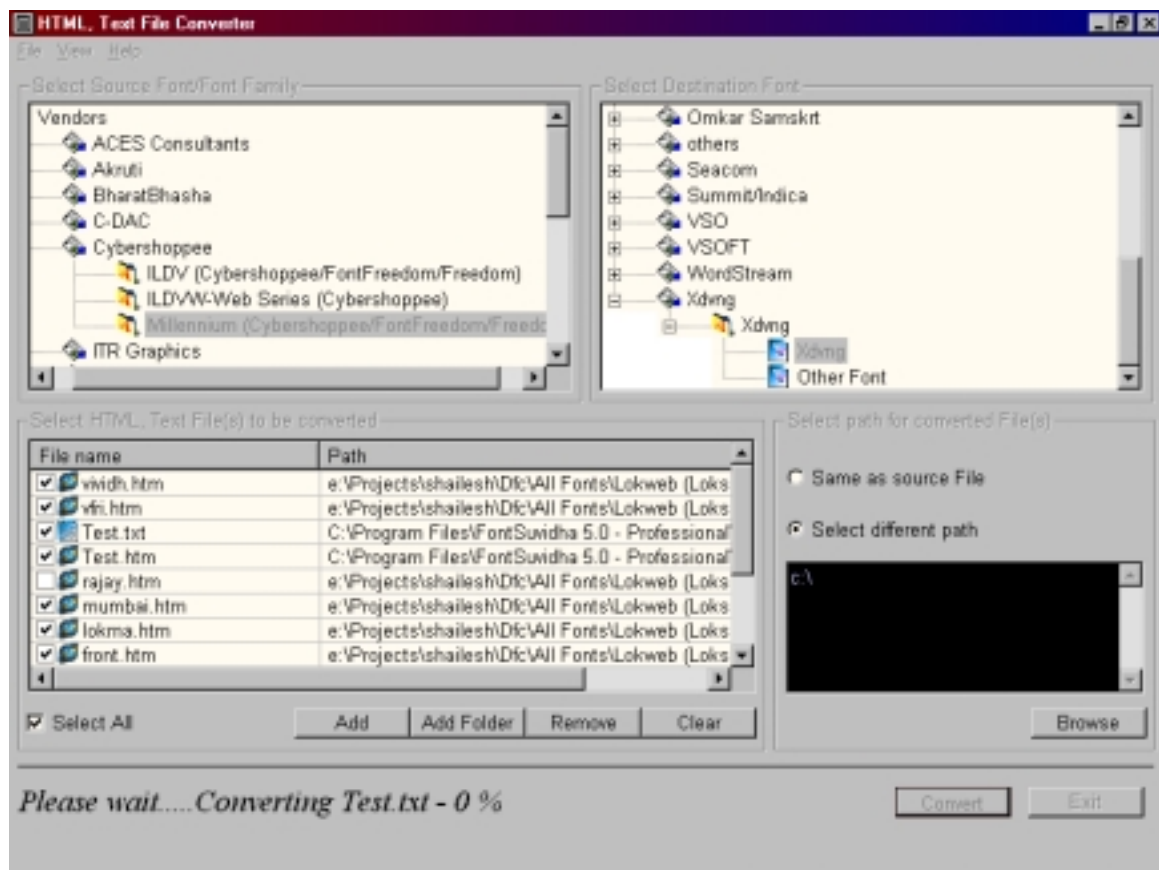 HTML, Text File Converter
File View Help
Select Source Font/Font Family
Vendors
ACES Consultants
Akruti
BharatBhasha
C-DAC
Cybershoppee
ILDV (Cybershoppee/FontFreedom/Freedom)
ILDVW-Web Series (Cybershoppee)
Millennium (Cybershoppee/FontFreedom/Freedc
ITR Graphics
Select Destination Font
Omkar Samskrt
others
Seacom
Summit/Indica
VSO
VSOFT
WordStream
Xdvng
Xdvng
Xdvng
Other Font
Select HTML, Text File(s) to be converted
File name Path
vividh.htm e:\Projects\shailesh\Dfc\All Fonts\Lokweb (Loks
vfri.htm e:\Projects\shailesh\Dfc\All Fonts\Lokweb (Loks
Test.txt C:\Program Files\FontSuvidha 5.0 - Professional\
Test.htm C:\Program Files\FontSuvidha 5.0 - Professional\
rajay.htm e:\Projects\shailesh\Dfc\All Fonts\Lokweb (Loks
mumbai.htm e:\Projects\shailesh\Dfc\All Fonts\Lokweb (Loks
lokma.htm e:\Projects\shailesh\Dfc\All Fonts\Lokweb (Loks
front.htm e:\Projects\shailesh\Dfc\All Fonts\Lokweb (Loks
Select All Add Add Folder Remove Clear
Select path for converted File(s)
Same as source File
Select different path
c:\
Browse
Please wait.....Converting Test.txt - 0 %
Convert Exit